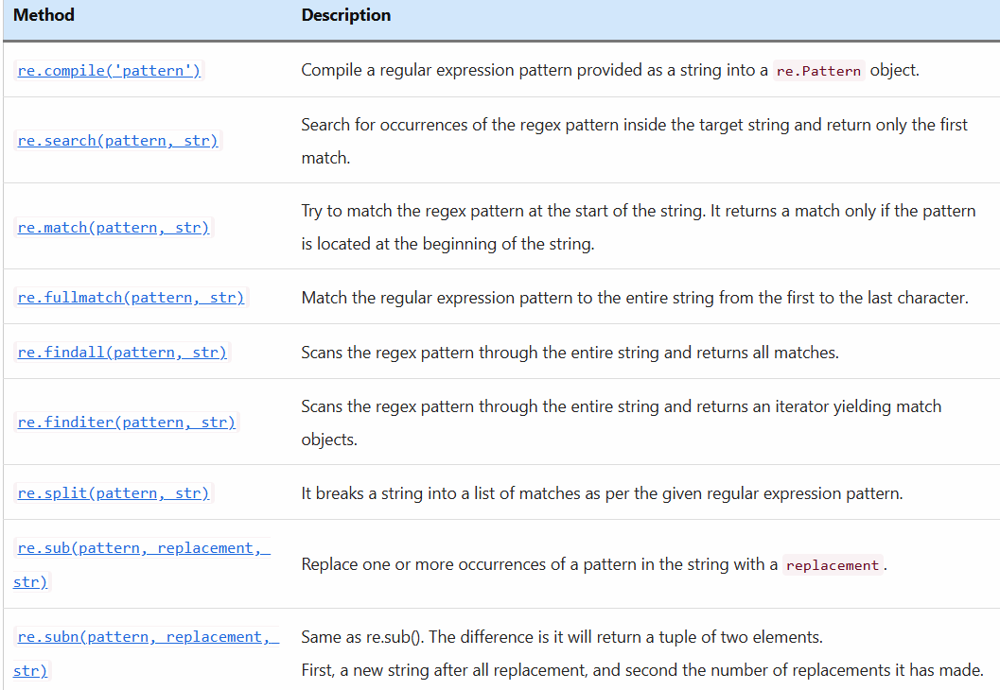 Method Description
re.compile('pattern') Compile a regular expression pattern provided as a string into a re.Pattern object.
re.search(pattern, str) Search for occurrences of the regex pattern inside the target string and return only the first
match.
re.match(pattern, str) Try to match the regex pattern at the start of the string. It returns a match only if the pattern
is located at the beginning of the string.
re.fullmatch(pattern, str) Match the regular expression pattern to the entire string from the first to the last character.
re.findall(pattern, str) Scans the regex pattern through the entire string and returns all matches.
re.finditer(pattern, str) Scans the regex pattern through the entire string and returns an iterator yielding match
objects.
re.split(pattern, str) It breaks a string into a list of matches as per the given regular expression pattern.
re.sub(pattern, replacement,
str) Replace one or more occurrences of a pattern in the string with a replacement.
re.subn(pattern, replacement, Same as re.sub(). The difference is it will return a tuple of two elements.
str) First, a new string after all replacement, and second the number of replacements it has made.